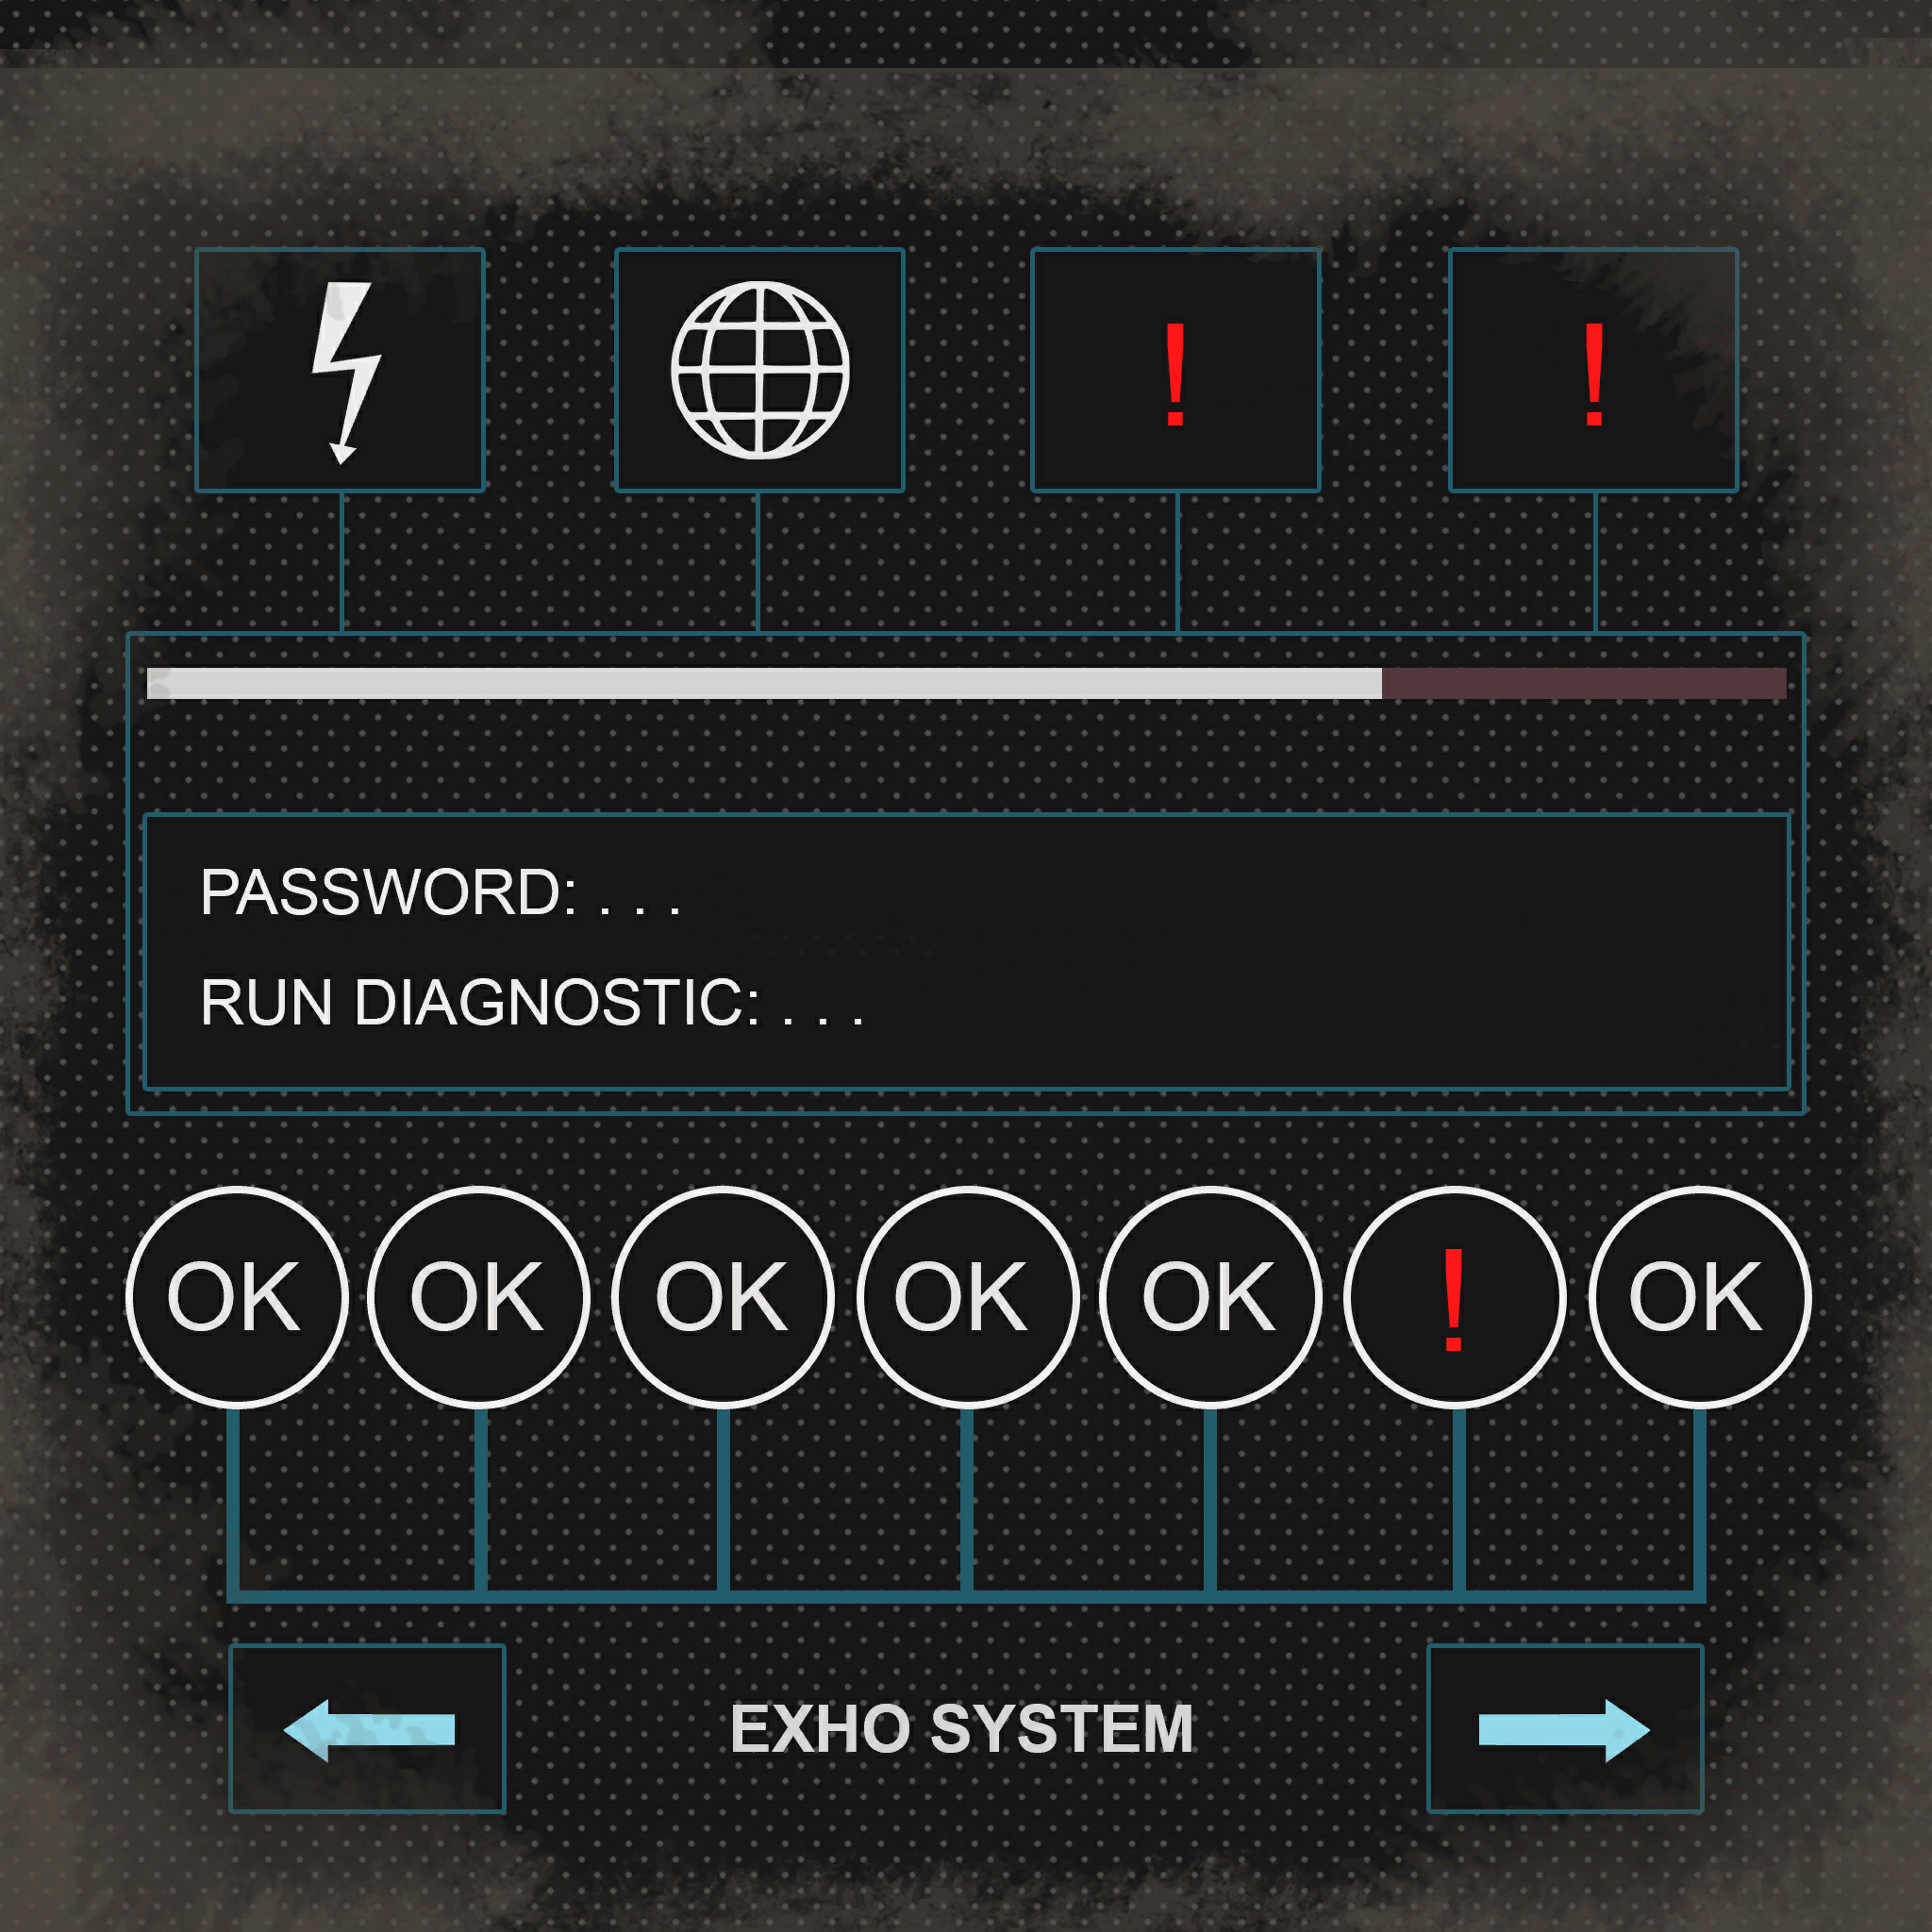 ! !
PASSWORD: . . .
RUN DIAGNOSTIC: . . .
OK OK OK OK OK ! OK
EXHO SYSTEM